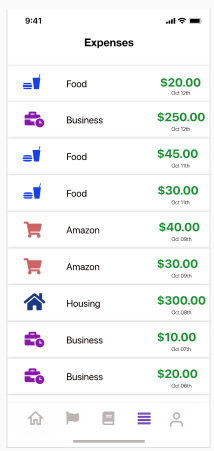 9:41
Expenses
Food $20.00
Oct 12th
Business $250.00
Oct 12th
Food $45.00
Oct 11th
Food $30.00
Oct 11th
Amazon $40.00
Oct 09th
Amazon $30.00
Oct 09th
Housing $300.00
Oct 08th
Business $10.00
Oct 07th
Business $20.00
Oct 06th